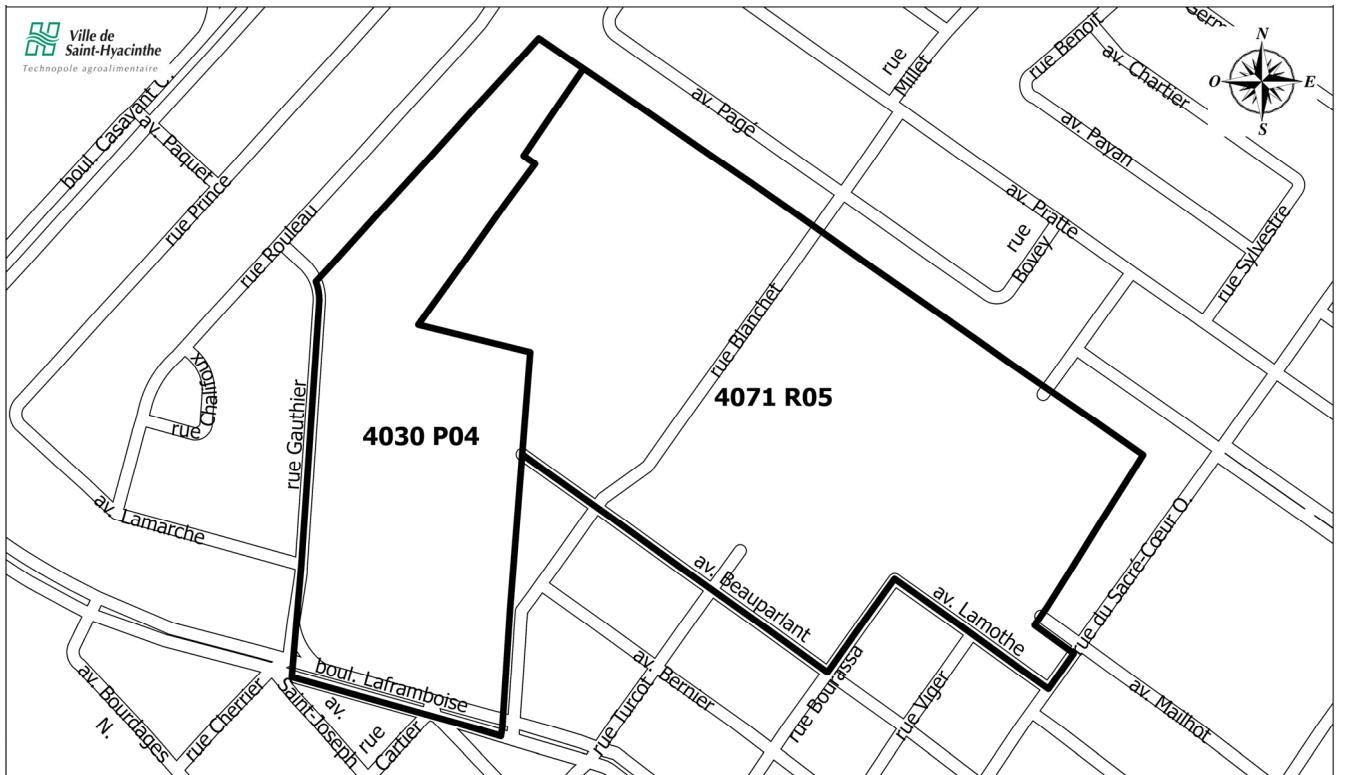 Ville de
Saint-Hyacinthe
Technopole agroalimentaire
N
O
E
S
boul. Casavant O.
av. Paquet
rue Prince
rue Rouleau
rue
Chalifoux
rue Gauthier
av. Lamarche
av. Pagé
rue
Millet
rue Benoit
av. Chartier
av. Payan
av. Pratte
rue
Bovey
rue Sylvestre
rue Blanchet
4071 R05
4030 P04
av. Beauparlant
av. Lamothe
rue du Sacré-Cœur O.
av. Mailhot
boul. Laframboise
av.
Saint-Joseph
rue
Cartier
rue Cherrier
av. Bourdages
N.
av. Bernier
rue Turcot
rue Bourassa
rue Viger